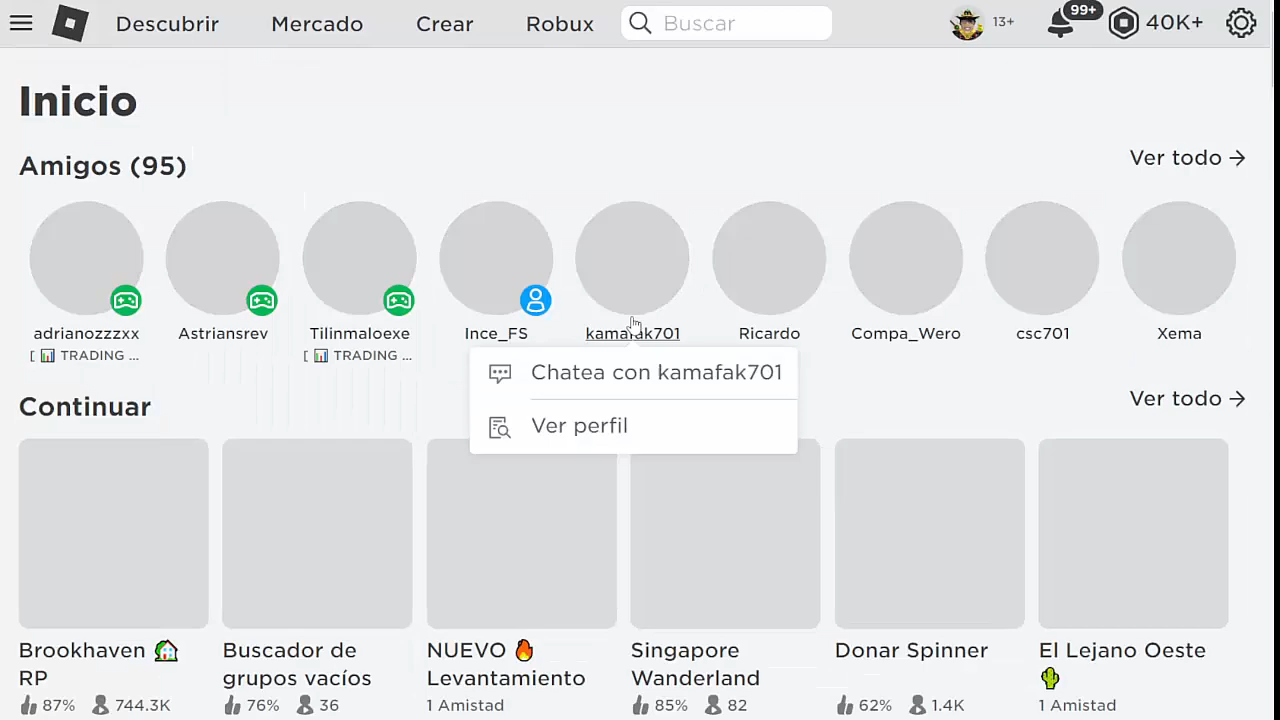 Descubrir Mercado Crear Robux Buscar 13+ 99+ 40K+
Inicio
Amigos (95) Ver todo →
adrianozzzxx Astriansrev Tilinmaloexe Ince_FS kamafak701 Ricardo Compa_Wero csc701 Xema
[ 📊 TRADING ... [ 📊 TRADING ...
Chatea con kamafak701
Ver perfil
Continuar Ver todo →
Brookhaven 🏠
RP
87% 744.3K
Buscador de
grupos vacíos
76% 36
NUEVO 🔥
Levantamiento
1 Amistad
Singapore
Wanderland
85% 82
Donar Spinner
62% 1.4K
El Lejano Oeste
🌵
1 Amistad